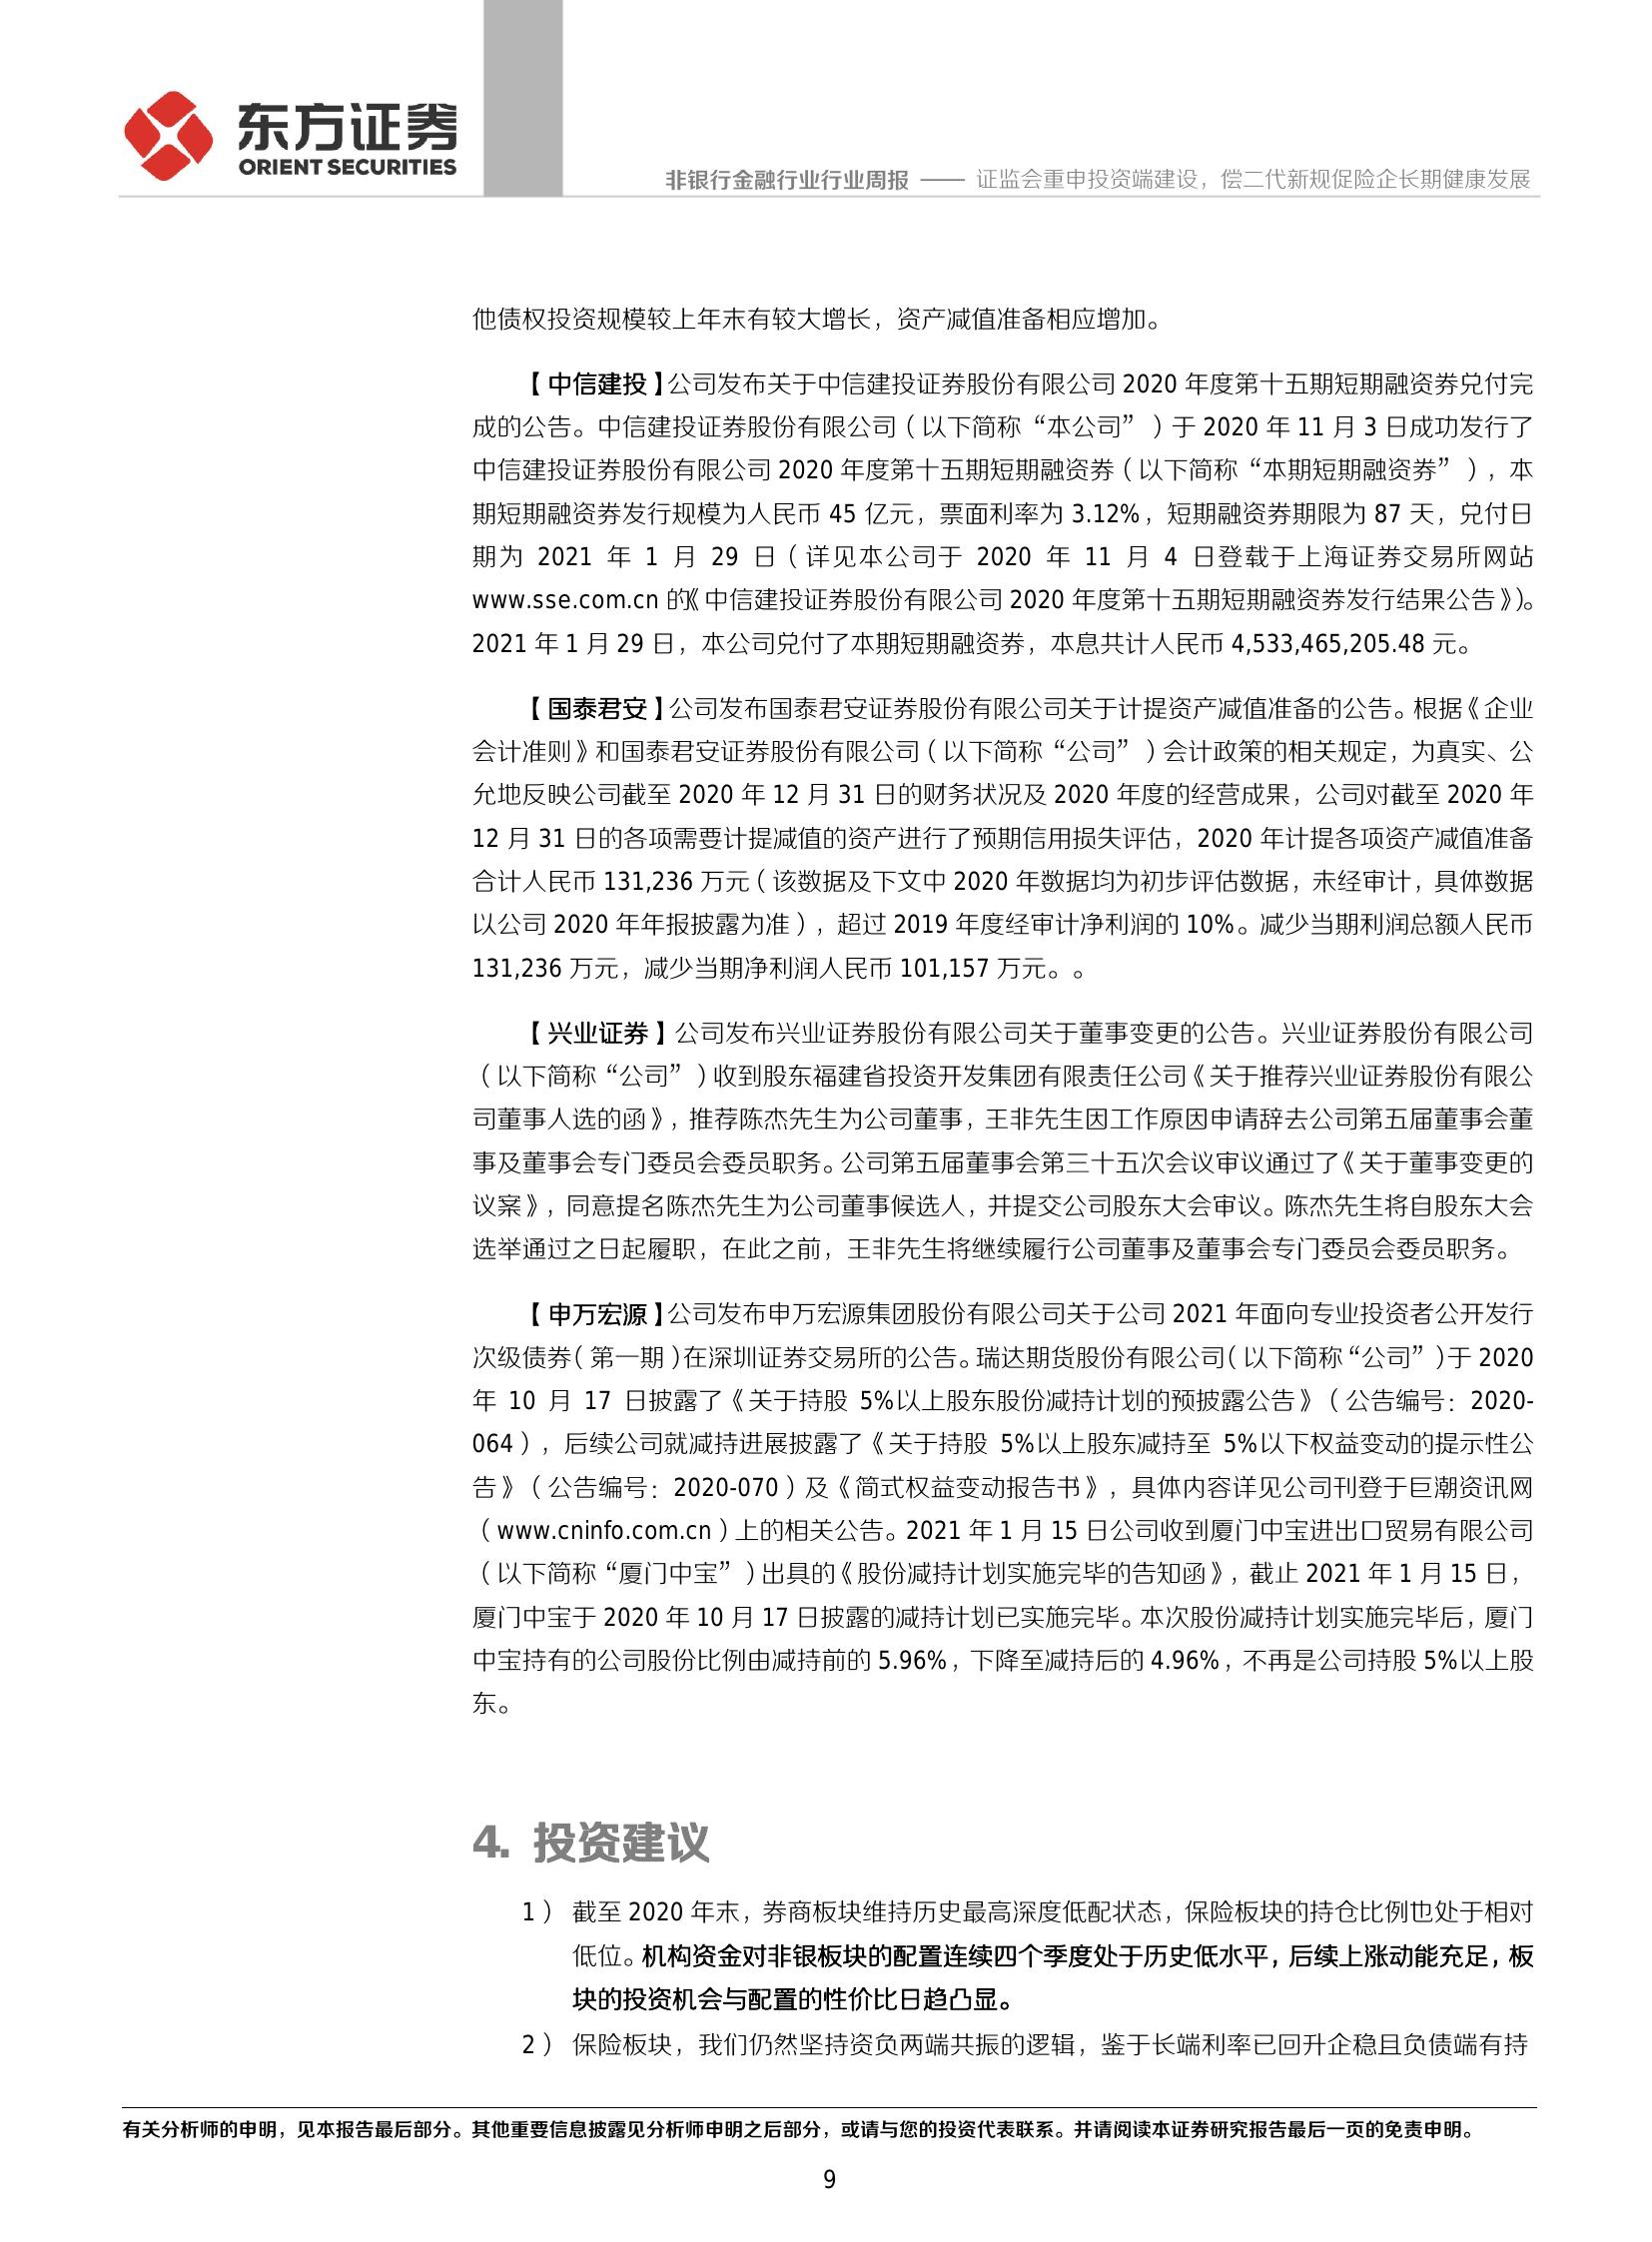 东方证券
ORIENT SECURITIES
非银行金融行业行业周报 —— 证监会重申投资端建设，偿二代新规促险企长期健康发展
他债权投资规模较上年末有较大增长，资产减值准备相应增加。
【中信建投】公司发布关于中信建投证券股份有限公司 2020 年度第十五期短期融资券兑付完
成的公告。中信建投证券股份有限公司（以下简称“本公司”）于 2020 年 11 月 3 日成功发行了
中信建投证券股份有限公司 2020 年度第十五期短期融资券（以下简称“本期短期融资券”），本
期短期融资券发行规模为人民币 45 亿元，票面利率为 3.12%，短期融资券期限为 87 天，兑付日
期为 2021 年 1 月 29 日（详见本公司于 2020 年 11 月 4 日登载于上海证券交易所网站
www.sse.com.cn 的《中信建投证券股份有限公司 2020 年度第十五期短期融资券发行结果公告》）。
2021 年 1 月 29 日，本公司兑付了本期短期融资券，本息共计人民币 4,533,465,205.48 元。
【国泰君安】公司发布国泰君安证券股份有限公司关于计提资产减值准备的公告。根据《企业
会计准则》和国泰君安证券股份有限公司（以下简称“公司”）会计政策的相关规定，为真实、公
允地反映公司截至 2020 年 12 月 31 日的财务状况及 2020 年度的经营成果，公司对截至 2020 年
12 月 31 日的各项需要计提减值的资产进行了预期信用损失评估，2020 年计提各项资产减值准备
合计人民币 131,236 万元（该数据及下文中 2020 年数据均为初步评估数据，未经审计，具体数据
以公司 2020 年年报披露为准），超过 2019 年度经审计净利润的 10%。减少当期利润总额人民币
131,236 万元，减少当期净利润人民币 101,157 万元。。
【兴业证券】公司发布兴业证券股份有限公司关于董事变更的公告。兴业证券股份有限公司
（以下简称“公司”）收到股东福建省投资开发集团有限责任公司《关于推荐兴业证券股份有限公
司董事人选的函》，推荐陈杰先生为公司董事，王非先生因工作原因申请辞去公司第五届董事会董
事及董事会专门委员会委员职务。公司第五届董事会第三十五次会议审议通过了《关于董事变更的
议案》，同意提名陈杰先生为公司董事候选人，并提交公司股东大会审议。陈杰先生将自股东大会
选举通过之日起履职，在此之前，王非先生将继续履行公司董事及董事会专门委员会委员职务。
【申万宏源】公司发布申万宏源集团股份有限公司关于公司 2021 年面向专业投资者公开发行
次级债券（第一期）在深圳证券交易所的公告。瑞达期货股份有限公司（以下简称“公司”）于 2020
年 10 月 17 日披露了《关于持股 5%以上股东股份减持计划的预披露公告》（公告编号：2020-
064），后续公司就减持进展披露了《关于持股 5%以上股东减持至 5%以下权益变动的提示性公
告》（公告编号：2020-070）及《简式权益变动报告书》，具体内容详见公司刊登于巨潮资讯网
（www.cninfo.com.cn）上的相关公告。2021 年 1 月 15 日公司收到厦门中宝进出口贸易有限公司
（以下简称“厦门中宝”）出具的《股份减持计划实施完毕的告知函》，截止 2021 年 1 月 15 日，
厦门中宝于 2020 年 10 月 17 日披露的减持计划已实施完毕。本次股份减持计划实施完毕后，厦门
中宝持有的公司股份比例由减持前的 5.96%，下降至减持后的 4.96%，不再是公司持股 5%以上股
东。
4. 投资建议
1） 截至 2020 年末，券商板块维持历史最高深度低配状态，保险板块的持仓比例也处于相对
低位。机构资金对非银板块的配置连续四个季度处于历史低水平，后续上涨动能充足，板
块的投资机会与配置的性价比日趋凸显。
2） 保险板块，我们仍然坚持资负两端共振的逻辑，鉴于长端利率已回升企稳且负债端有持
有关分析师的申明，见本报告最后部分。其他重要信息披露见分析师申明之后部分，或请与您的投资代表联系。并请阅读本证券研究报告最后一页的免责申明。
9